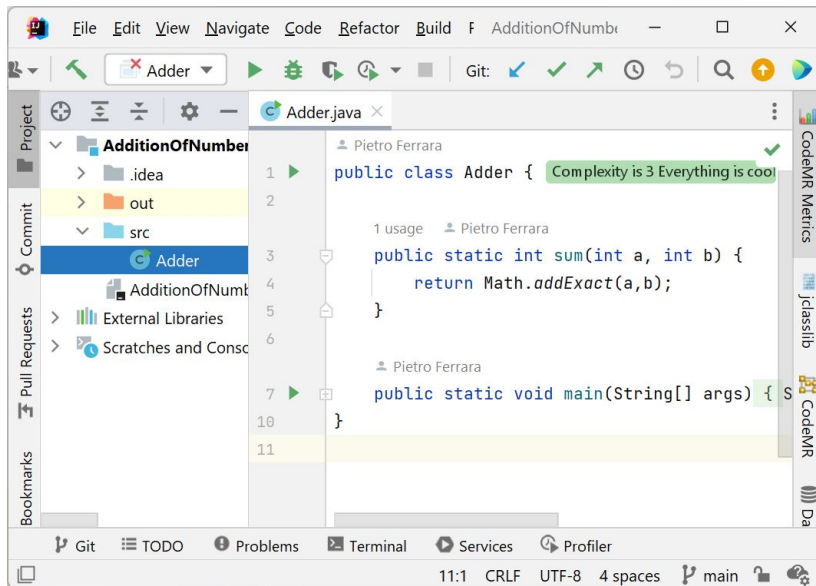 File Edit View Navigate Code Refactor Build F AdditionOfNumbe
Adder Git:
Project
Commit
Pull Requests
Bookmarks
AdditionOfNumber
.idea
out
src
Adder
AdditionOfNumb
External Libraries
Scratches and Conso
Adder.java
Pietro Ferrara
1 public class Adder { Complexity is 3 Everything is cool
2
1 usage Pietro Ferrara
3 public static int sum(int a, int b) {
4 return Math.addExact(a,b);
5 }
6
Pietro Ferrara
7 public static void main(String[] args) { S
10 }
11
CodeMR Metrics
jclasslib
CodeMR
Da
Git TODO Problems Terminal Services Profiler
11:1 CRLF UTF-8 4 spaces main